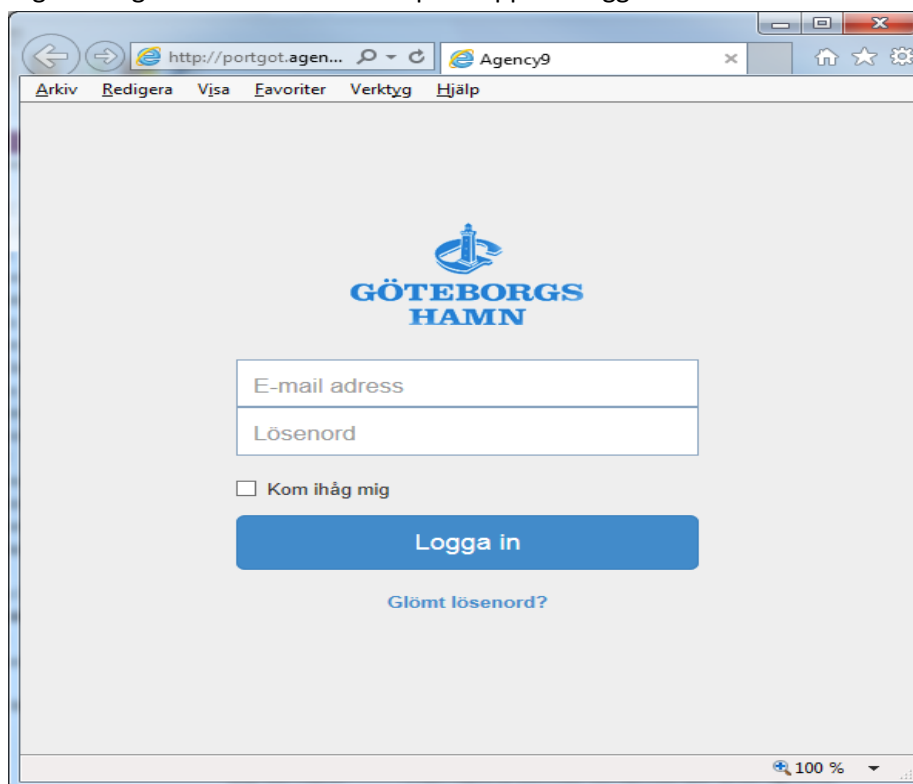 http://portgot.agen...
Agency9
Arkiv Redigera Visa Favoriter Verktyg Hjälp
GÖTEBORGS
HAMN
E-mail adress
Lösenord
Kom ihåg mig
Logga in
Glömt lösenord?
100 %